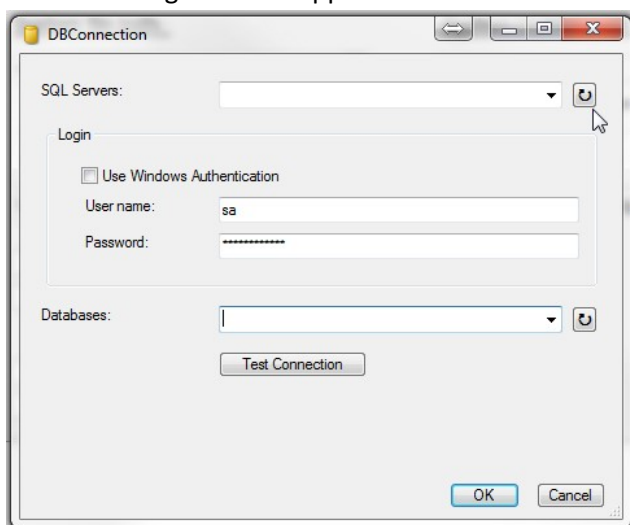 DBConnection
SQL Servers:
Login
Use Windows Authentication
User name: sa
Password: ************
Databases:
Test Connection
OK Cancel